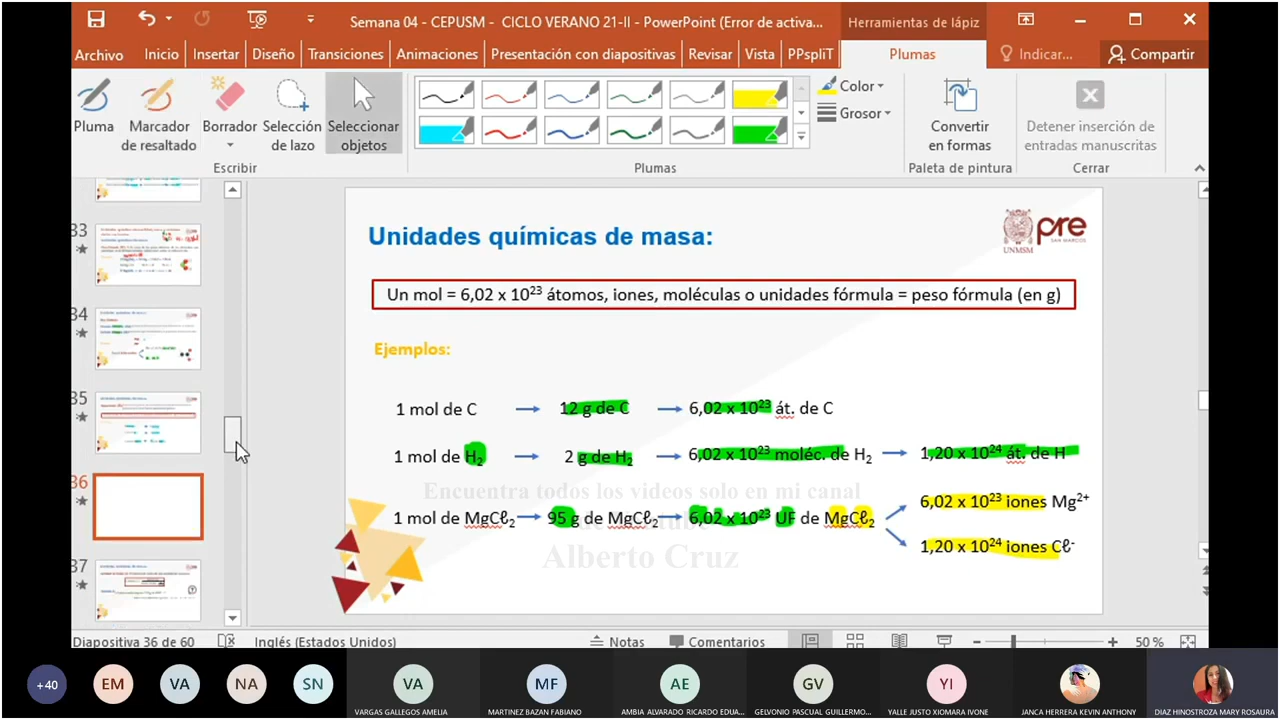 Semana 04 - CEPUSM - CICLO VERANO 21-II - PowerPoint (Error de activa...
Herramientas de lápiz
Archivo Inicio Insertar Diseño Transiciones Animaciones Presentación con diapositivas Revisar Vista PPspliT Plumas Indicar... Compartir
Pluma
Marcador de resaltado
Borrador
Selección de lazo
Seleccionar objetos
Color
Grosor
Convertir en formas
Detener inserción de entradas manuscritas
Escribir Plumas Paleta de pintura Cerrar
33
34
35
36
37
Unidades químicas de masa:
UNMSM
pre
SAN MARCOS
Un mol = 6,02 x 10²³ átomos, iones, moléculas o unidades fórmula = peso fórmula (en g)
Ejemplos:
1 mol de C → 12 g de C → 6,02 x 10²³ át. de C
1 mol de H₂ → 2 g de H₂ → 6,02 x 10²³ moléc. de H₂ → 1,20 x 10²⁴ át. de H
Encuentra todos los videos solo en mi canal
1 mol de MgCℓ₂ → 95 g de MgCℓ₂ → 6,02 x 10²³ UF de MgCℓ₂
6,02 x 10²³ iones Mg²⁺
1,20 x 10²⁴ iones Cℓ⁻
Alberto Cruz
Diapositiva 36 de 60 Inglés (Estados Unidos) Notas Comentarios 50 %
+40 EM VA NA SN VA MF AE GV YI
VARGAS GALLEGOS AMELIA
MARTINEZ BAZAN FABIANO
AMBIA ALVARADO RICARDO EDUA...
GELVONIO PASCUAL GUILLERMO...
YALLE JUSTO XIOMARA IVONE
JANCA HERRERA KEVIN ANTHONY
DIAZ HINOSTROZA MARY ROSAURA